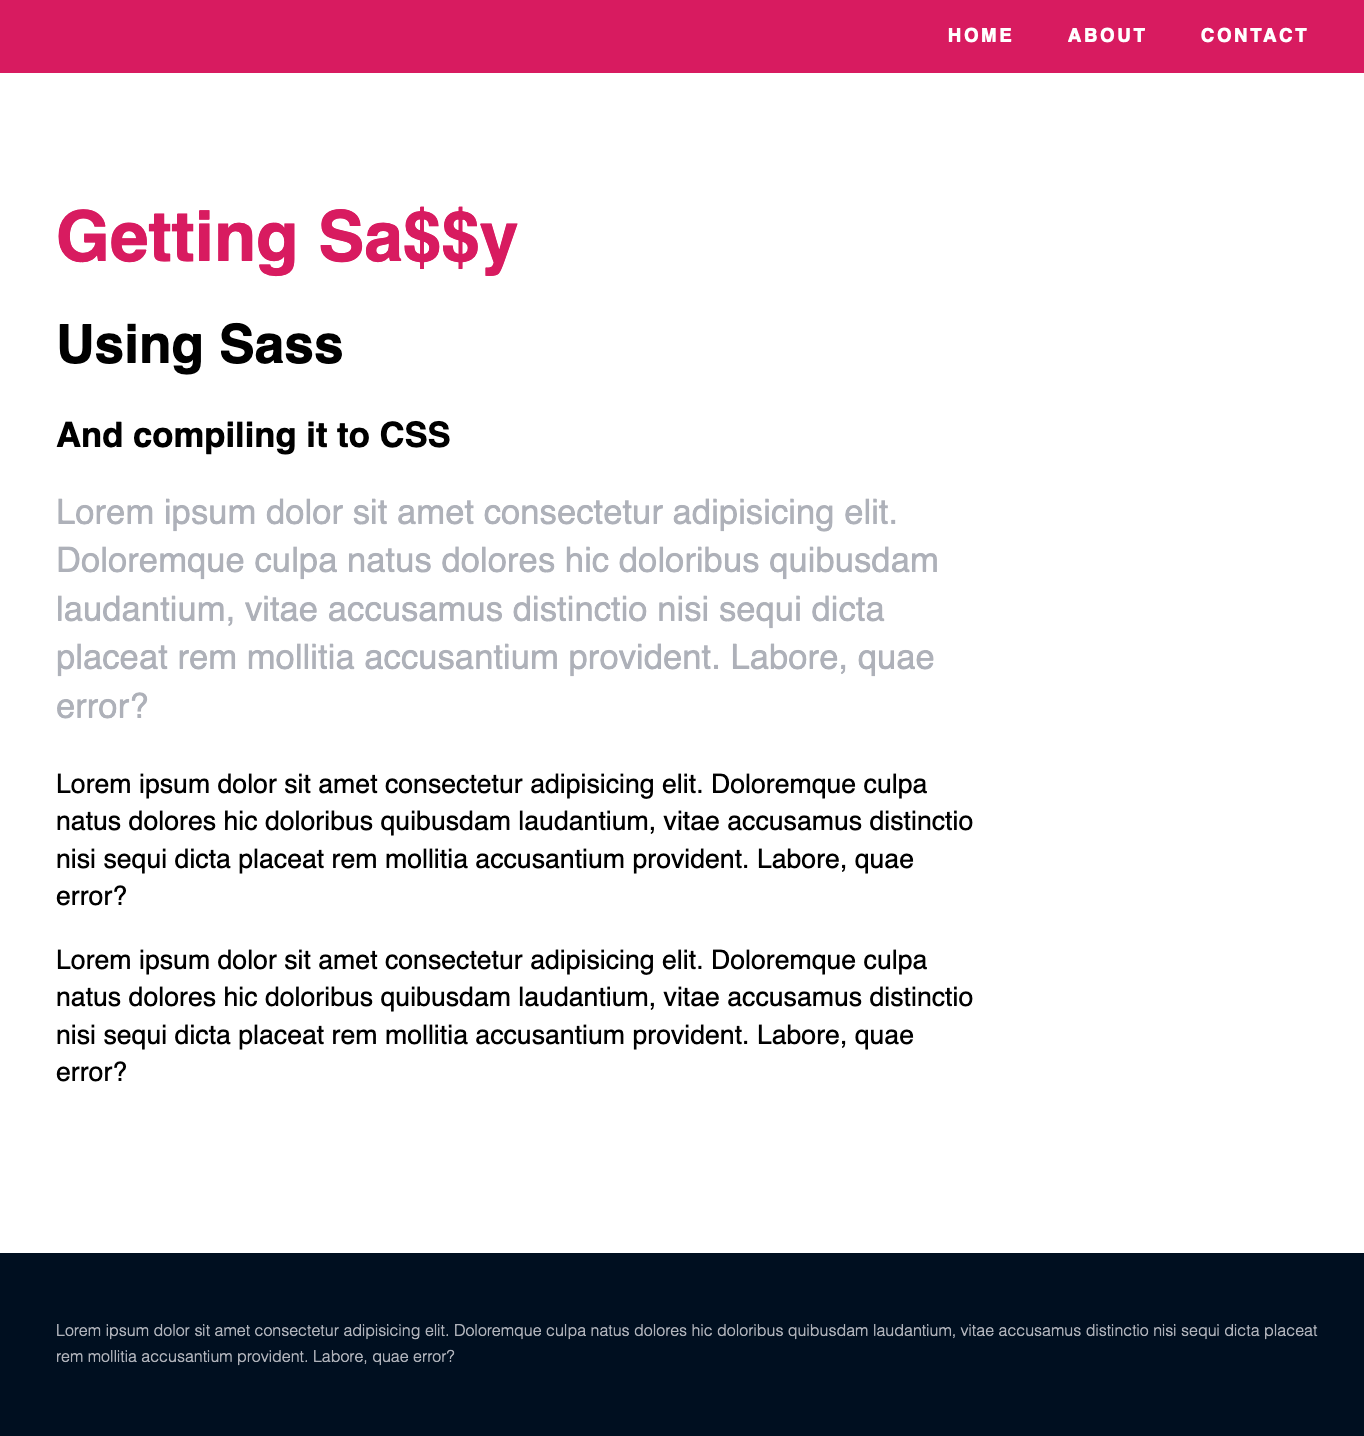 HOME ABOUT CONTACT
Getting Sa$$y
Using Sass
And compiling it to CSS
Lorem ipsum dolor sit amet consectetur adipisicing elit.
Doloremque culpa natus dolores hic doloribus quibusdam
laudantium, vitae accusamus distinctio nisi sequi dicta
placeat rem mollitia accusantium provident. Labore, quae
error?
Lorem ipsum dolor sit amet consectetur adipisicing elit. Doloremque culpa
natus dolores hic doloribus quibusdam laudantium, vitae accusamus distinctio
nisi sequi dicta placeat rem mollitia accusantium provident. Labore, quae
error?
Lorem ipsum dolor sit amet consectetur adipisicing elit. Doloremque culpa
natus dolores hic doloribus quibusdam laudantium, vitae accusamus distinctio
nisi sequi dicta placeat rem mollitia accusantium provident. Labore, quae
error?
Lorem ipsum dolor sit amet consectetur adipisicing elit. Doloremque culpa natus dolores hic doloribus quibusdam laudantium, vitae accusamus distinctio nisi sequi dicta placeat
rem mollitia accusantium provident. Labore, quae error?